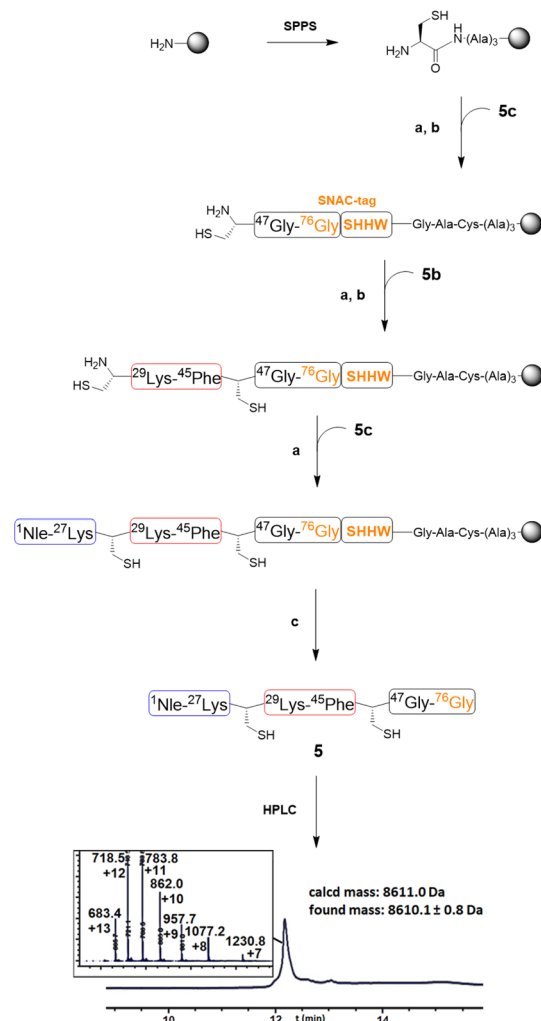 SPPS
H₂N
SH
H₂N
H
N
(Ala)₃
O
a, b
5c
SNAC-tag
H₂N
HS
⁴⁷Gly-⁷⁶Gly
SHHW
Gly-Ala-Cys-(Ala)₃
a, b
5b
H₂N
HS
²⁹Lys-⁴⁵Phe
⁴⁷Gly-⁷⁶Gly
SHHW
Gly-Ala-Cys-(Ala)₃
SH
a
5c
¹Nle-²⁷Lys
²⁹Lys-⁴⁵Phe
⁴⁷Gly-⁷⁶Gly
SHHW
Gly-Ala-Cys-(Ala)₃
SH
SH
c
¹Nle-²⁷Lys
²⁹Lys-⁴⁵Phe
⁴⁷Gly-⁷⁶Gly
SH
SH
5
HPLC
718.5
+12
783.8
+11
862.0
+10
683.4
+13
957.7
+9
1077.2
+8
1230.8
+7
calcd mass: 8611.0 Da
found mass: 8610.1 ± 0.8 Da
10
12
t (min)
14